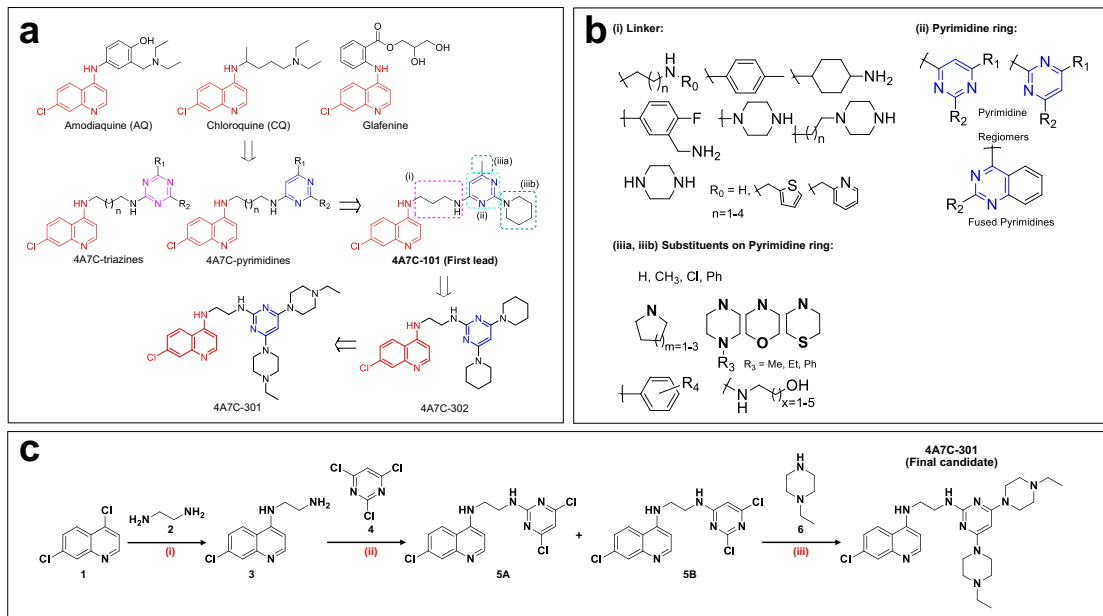 a
OH
N
HN
Cl
N
Amodiaquine (AQ)
N
HN
Cl
N
Chloroquine (CQ)
O
O
OH
OH
HN
Cl
N
Glafenine
R1
N
N
N
R2
N
H
n
HN
Cl
N
4A7C-triazines
R1
N
N
R2
N
H
n
HN
Cl
N
4A7C-pyrimidines
(i)
(iiia)
(iiib)
(ii)
N
N
N
N
H
HN
Cl
N
4A7C-101 (First lead)
N
N
H
N
N
N
N
N
HN
Cl
N
4A7C-301
H
N
N
N
N
N
HN
Cl
N
4A7C-302
b
(i) Linker:
H
N
R0
n
NH2
F
NH2
N
NH
N
NH
n
HN
NH
R0 = H,
S
N
n=1-4
(ii) Pyrimidine ring:
R1
N
N
R2
R1
N
N
R2
Pyrimidine
Regiomers
N
N
R2
Fused Pyrimidines
(iiia, iiib) Substituents on Pyrimidine ring:
H, CH3, Cl, Ph
N
m=1-3
N
N
N
N
O
S
R3
R3 = Me, Et, Ph
R4
N
H
OH
x=1-5
c
Cl
Cl
N
1
H2N
NH2
2
(i)
NH2
HN
Cl
N
3
Cl
Cl
N
N
Cl
4
(ii)
H
N
N
Cl
N
Cl
HN
Cl
N
5A
+
H
N
Cl
N
N
Cl
HN
Cl
N
5B
H
N
N
6
(iii)
4A7C-301
(Final candidate)
N
N
H
N
N
N
N
N
HN
Cl
N